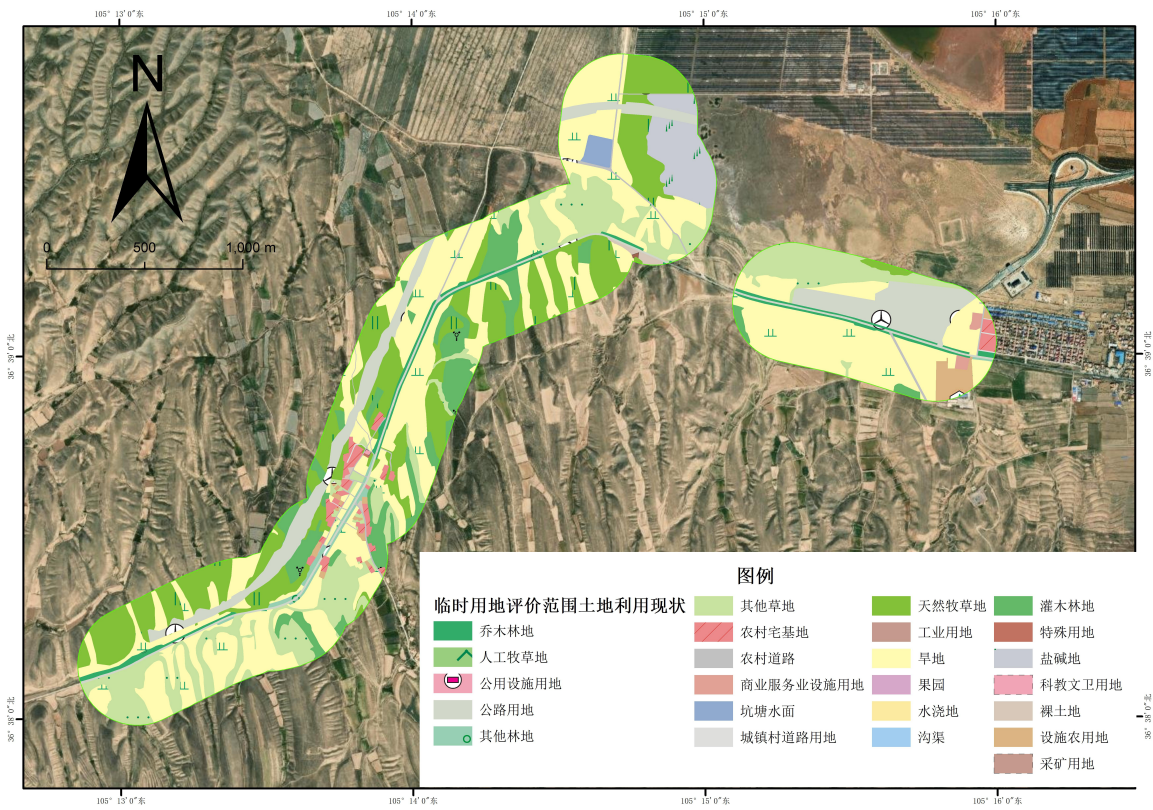 105° 13′0″东
105° 14′0″东
105° 15′0″东
105° 16′0″东
N
0
500
1,000 m
36° 39′0″北
36° 39′0″北
36° 38′0″北
36° 38′0″北
图例
临时用地评价范围土地利用现状
乔木林地
人工牧草地
公用设施用地
公路用地
其他林地
其他草地
农村宅基地
农村道路
商业服务业设施用地
坑塘水面
城镇村道路用地
天然牧草地
工业用地
旱地
果园
水浇地
沟渠
灌木林地
特殊用地
盐碱地
科教文卫用地
裸土地
设施农用地
采矿用地
105° 13′0″东
105° 14′0″东
105° 15′0″东
105° 16′0″东